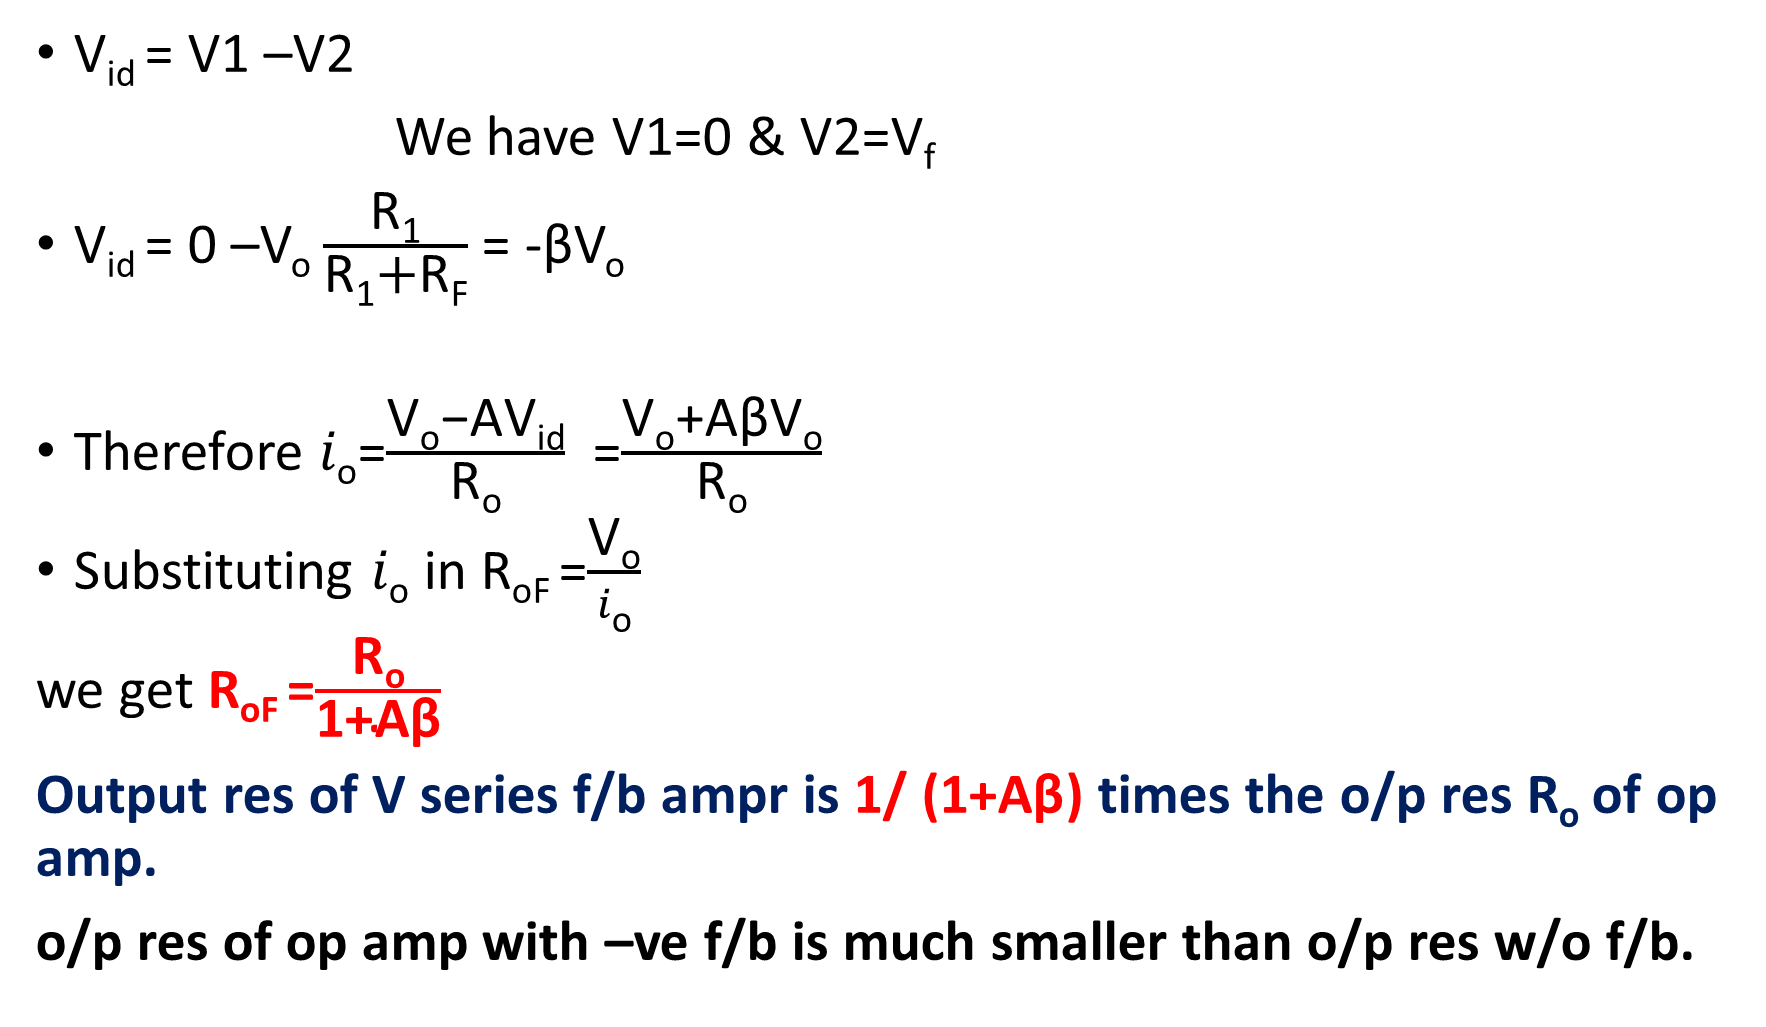 • Vid = V1 –V2
We have V1=0 & V2=Vf
• Vid = 0 –Vo R1/(R1+RF) = -βVo
• Therefore io=(Vo−AVid)/Ro =(Vo+AβVo)/Ro
• Substituting io in RoF =Vo/io
we get RoF =Ro/(1+.Aβ)
Output res of V series f/b ampr is 1/ (1+Aβ) times the o/p res Ro of op
amp.
o/p res of op amp with –ve f/b is much smaller than o/p res w/o f/b.